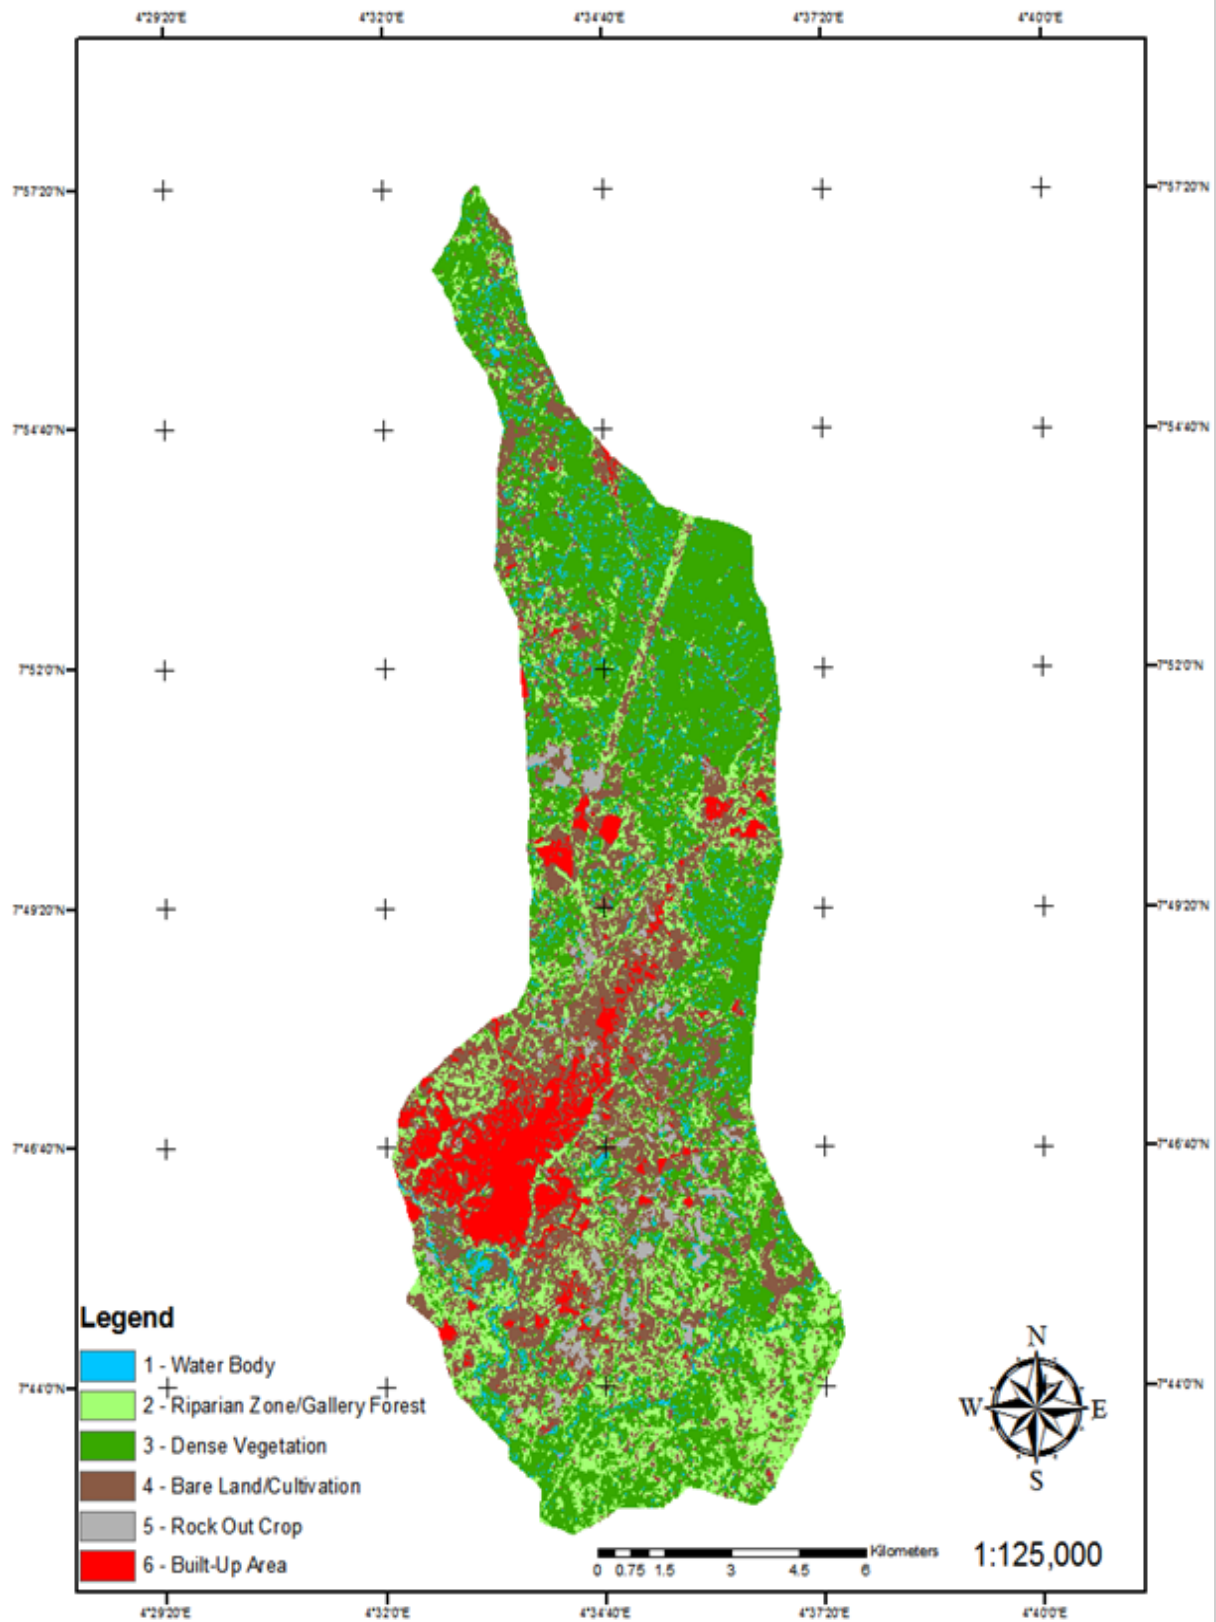 4°29'20"E 4°32'0"E 4°34'40"E 4°37'20"E 4°40'0"E
7°57'20"N 7°57'20"N
7°54'40"N 7°54'40"N
7°52'0"N 7°52'0"N
7°49'20"N 7°49'20"N
7°46'40"N 7°46'40"N
7°44'0"N 7°44'0"N
Legend
1 - Water Body
2 - Riparian Zone/Gallery Forest
3 - Dense Vegetation
4 - Bare Land/Cultivation
5 - Rock Out Crop
6 - Built-Up Area
N
W E
S
Kilometers
0 0.75 1.5 3 4.5 6
1:125,000
4°29'20"E 4°32'0"E 4°34'40"E 4°37'20"E 4°40'0"E